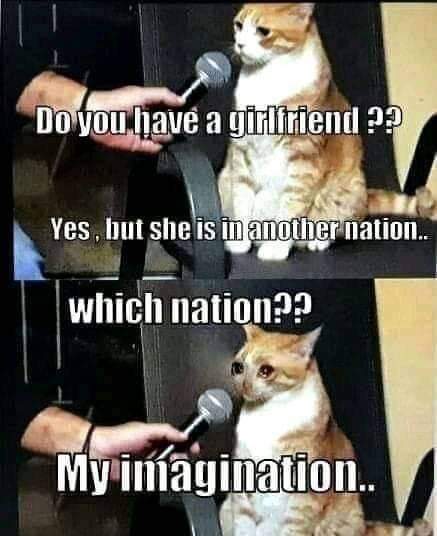 Do you have a girlfriend ??
Yes , but she is in another nation..
which nation??
My imagination..